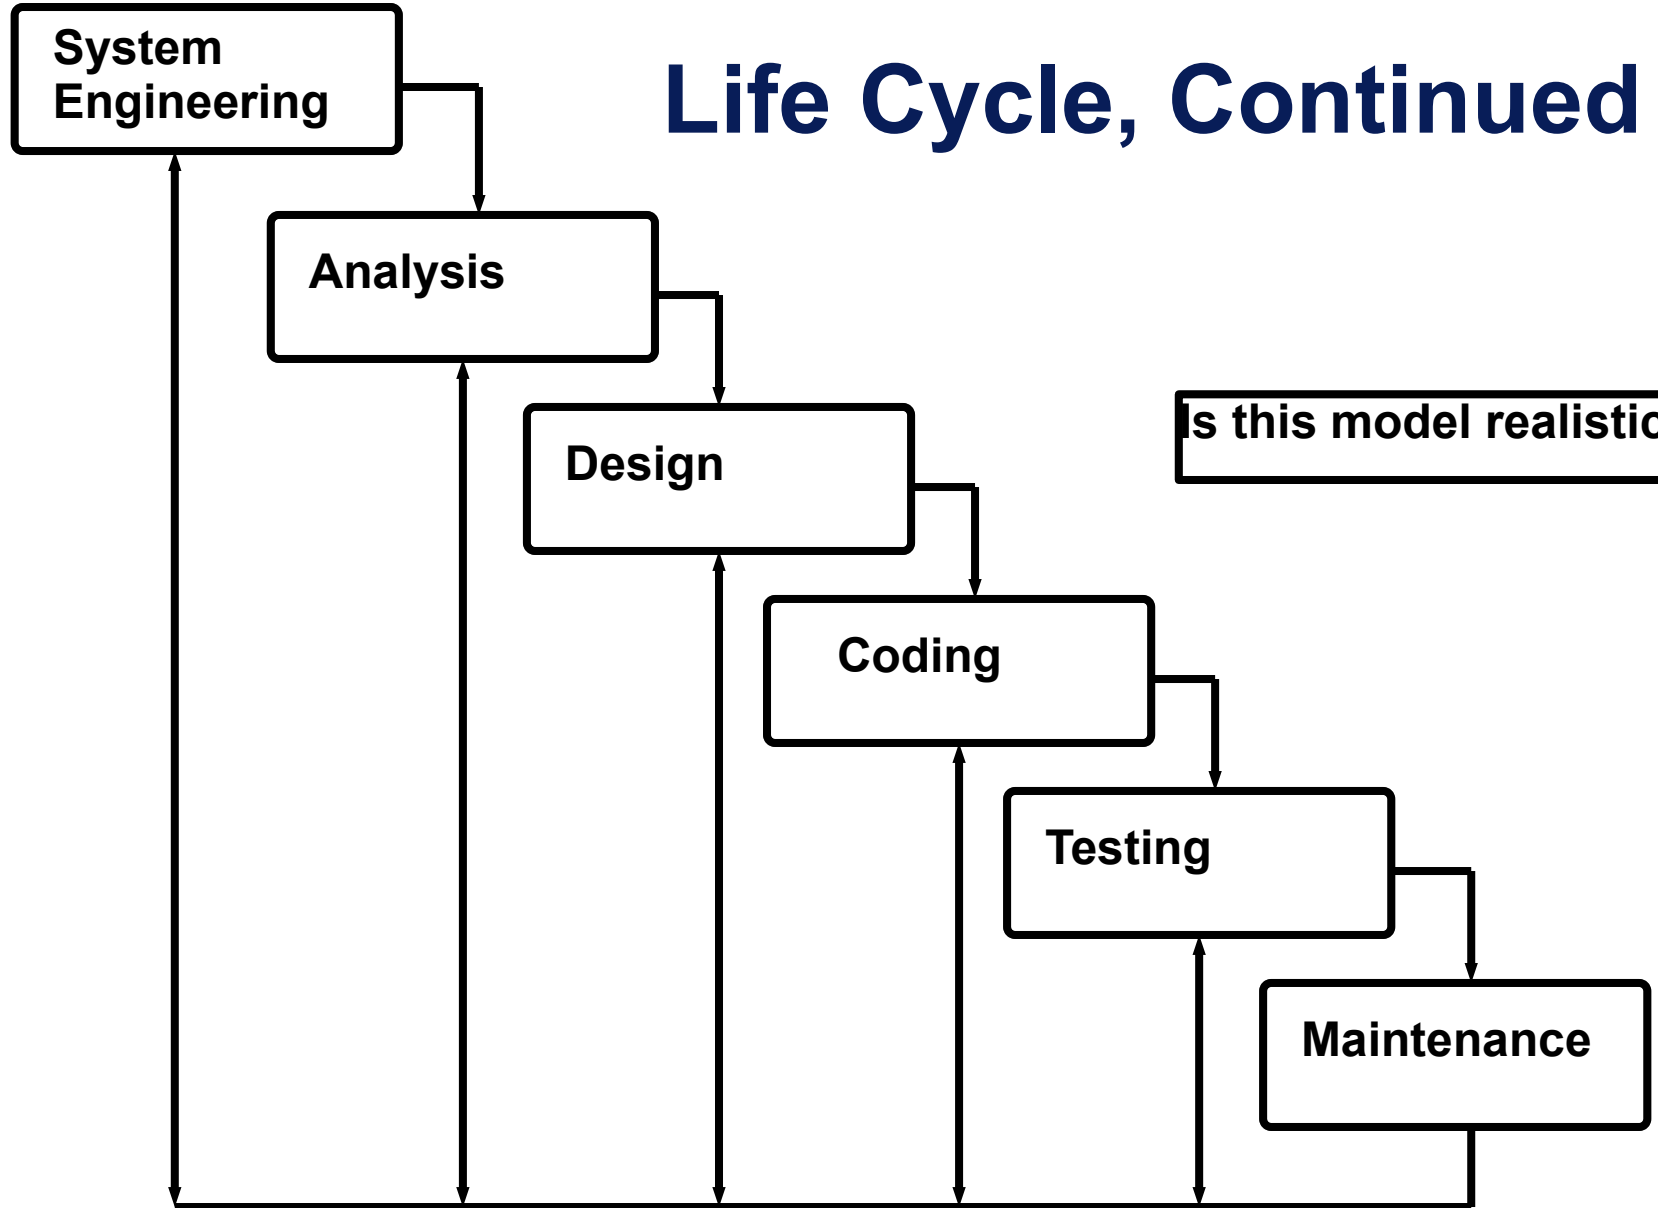 System
Engineering
Life Cycle, Continued
Analysis
Is this model realistic
Design
Coding
Testing
Maintenance